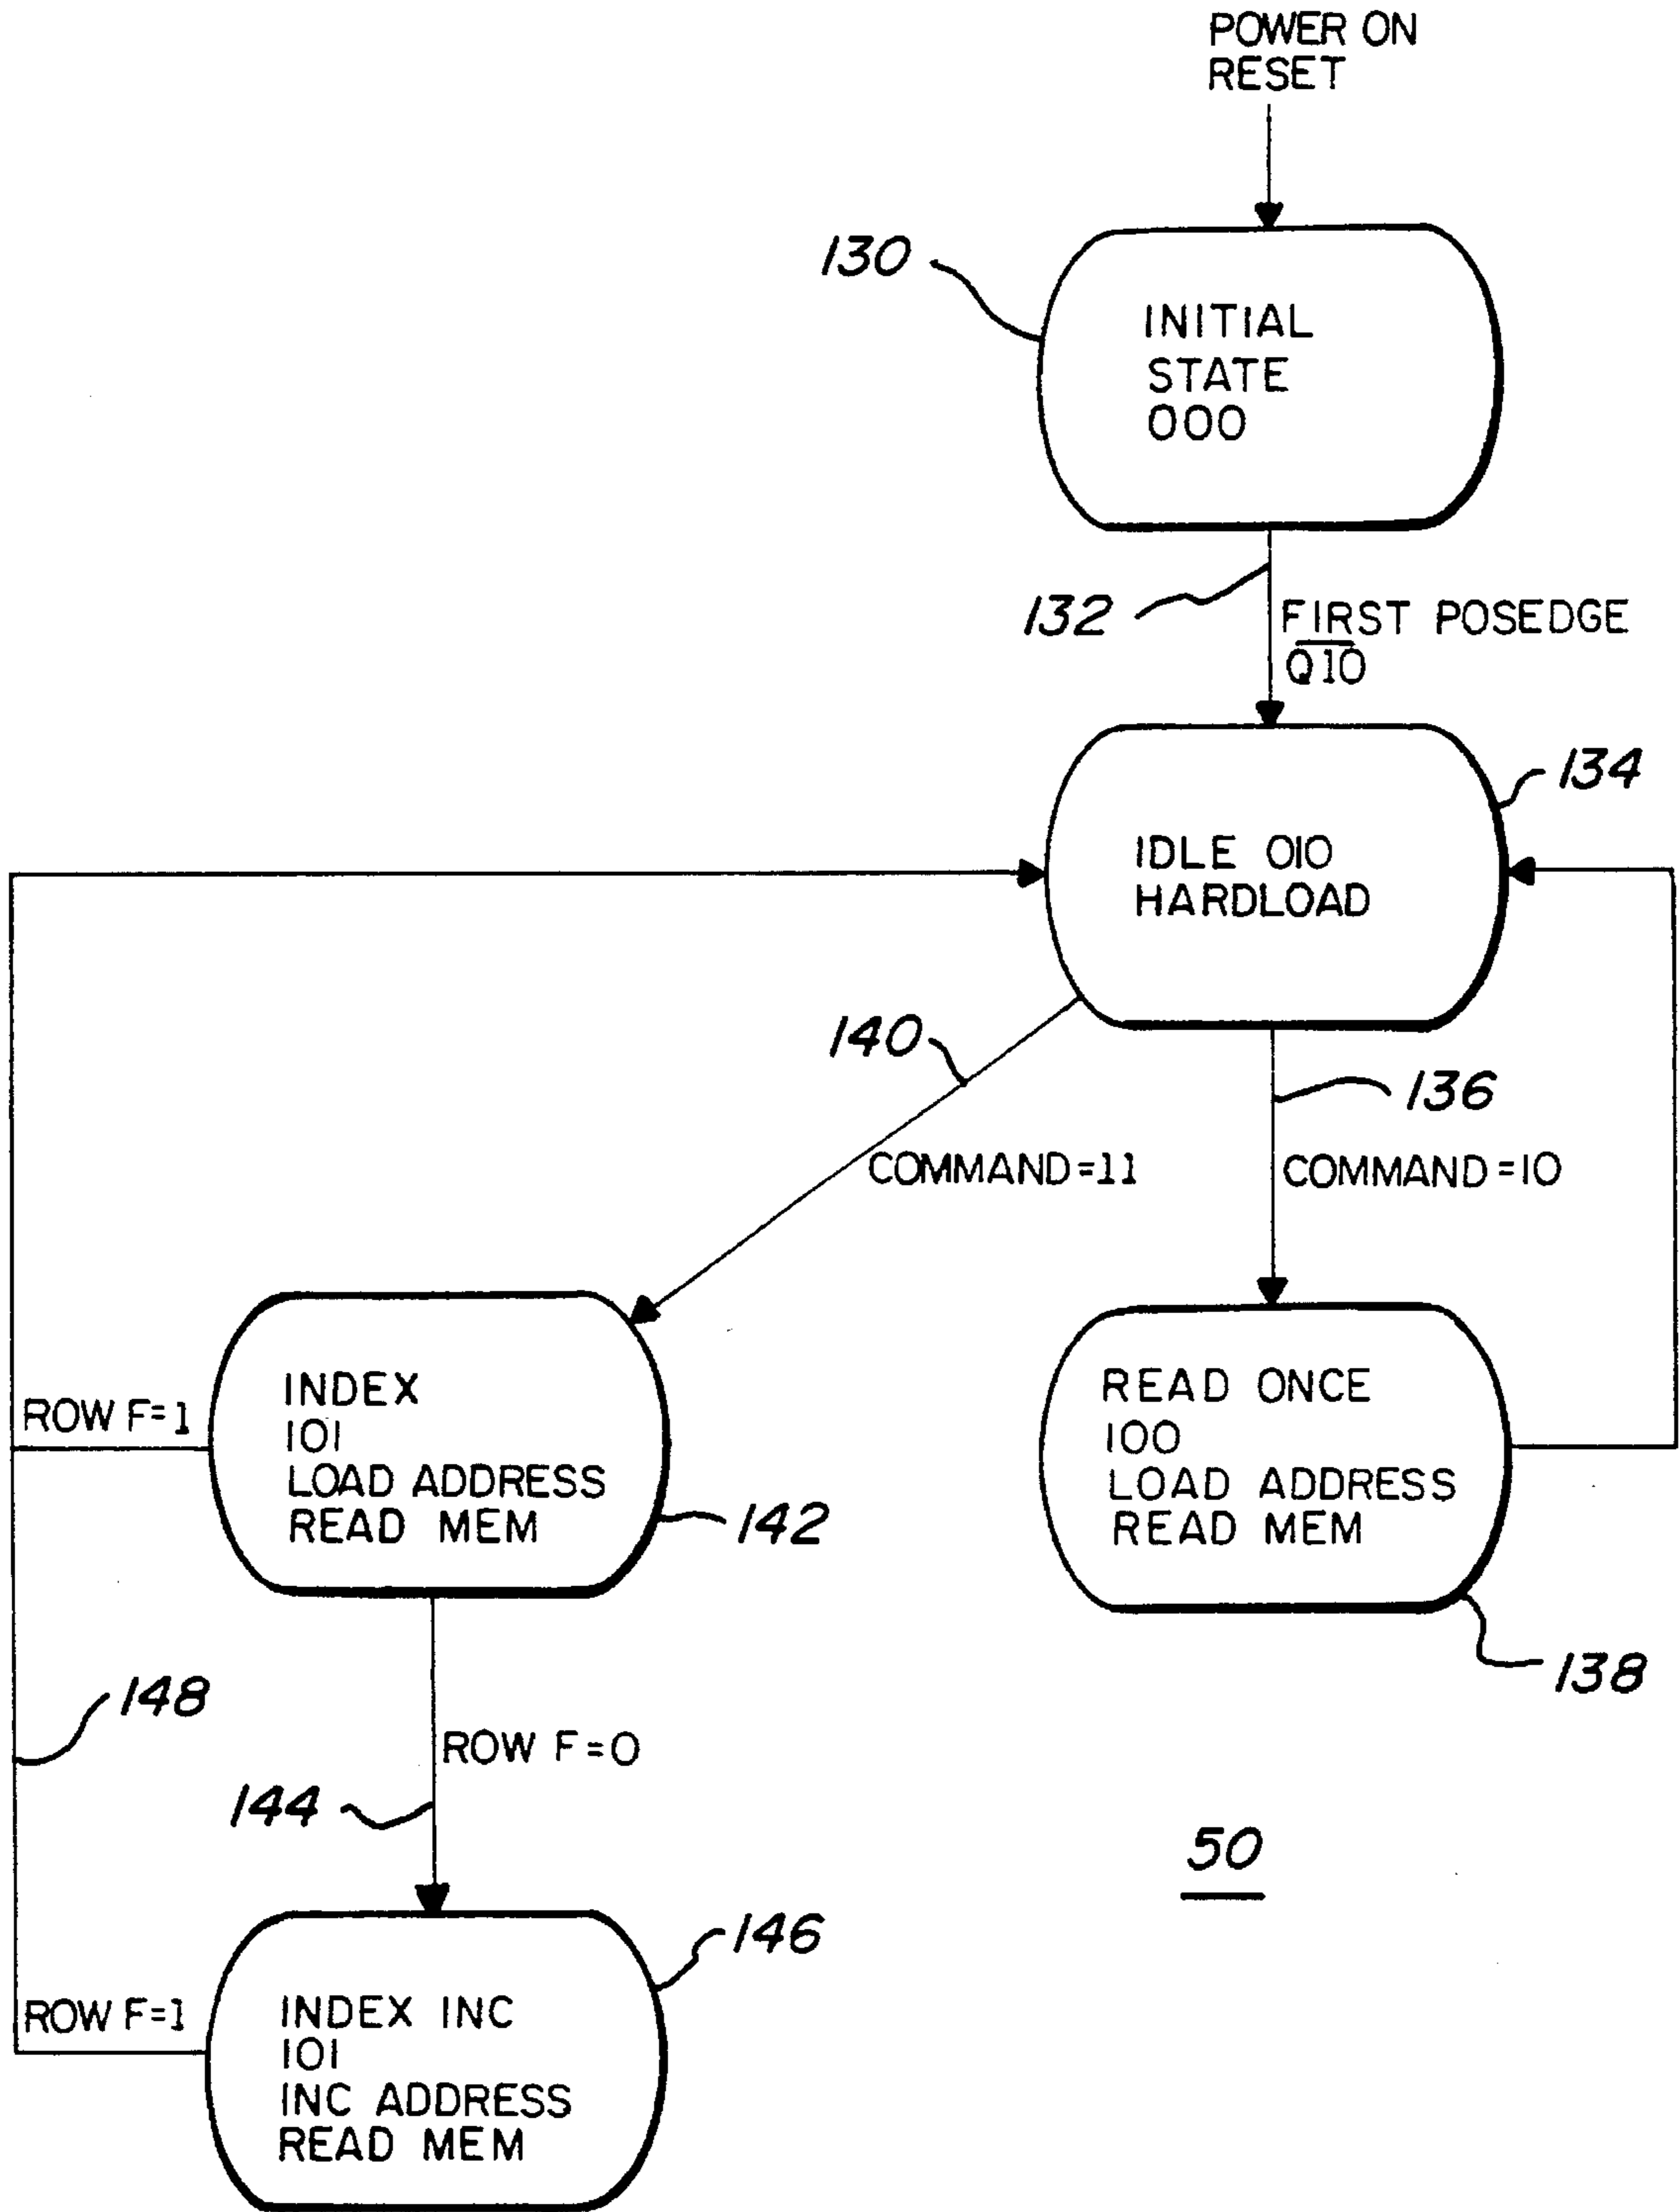 POWER ON
RESET
130
INITIAL
STATE
000
132
FIRST POSEDGE
Q10
134
IDLE 010
HARDLOAD
140
136
COMMAND=11
COMMAND=10
INDEX
101
LOAD ADDRESS
READ MEM
ROW F=1
142
READ ONCE
100
LOAD ADDRESS
READ MEM
138
148
ROW F=0
144
50
146
ROW F=1
INDEX INC
101
INC ADDRESS
READ MEM